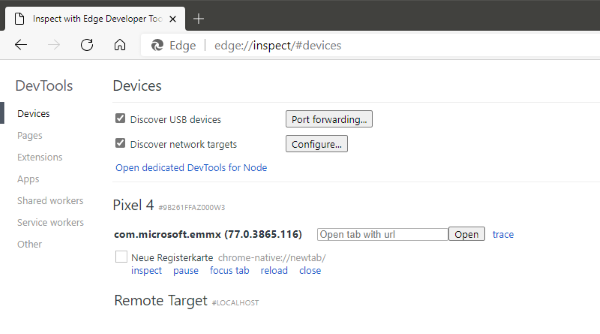 Inspect with Edge Developer Too
Edge edge://inspect/#devices
DevTools
Devices
Pages
Extensions
Apps
Shared workers
Service workers
Other
Devices
Discover USB devices Port forwarding...
Discover network targets Configure...
Open dedicated DevTools for Node
Pixel 4 #9B261FFAZ000W3
com.microsoft.emmx (77.0.3865.116) Open tab with url Open trace
Neue Registerkarte chrome-native://newtab/
inspect pause focus tab reload close
Remote Target #LOCALHOST